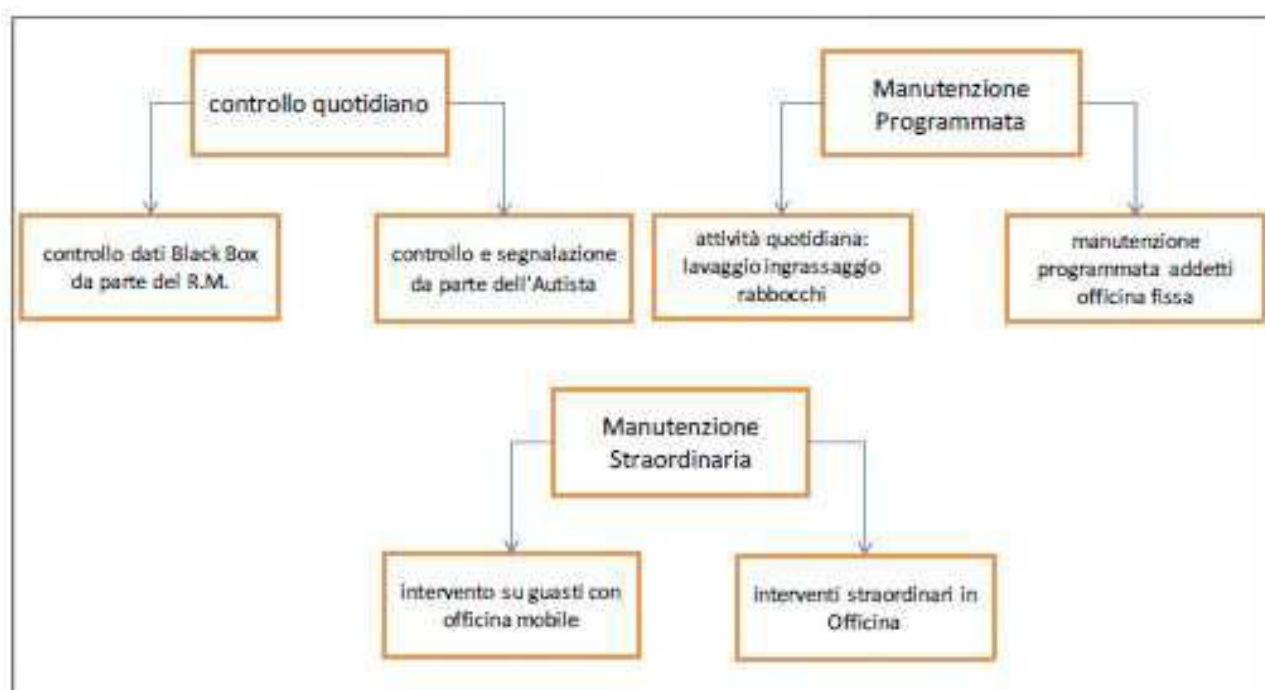 controllo quotidiano
Manutenzione
Programmata
controllo dati Black Box
da parte del R.M.
controllo e segnalazione
da parte dell'Autista
attività quotidiana:
lavaggio ingrassaggio
rabbocchi
manutenzione
programmata addetti
officina fissa
Manutenzione
Straordinaria
intervento su guasti con
officina mobile
interventi straordinari in
Officina